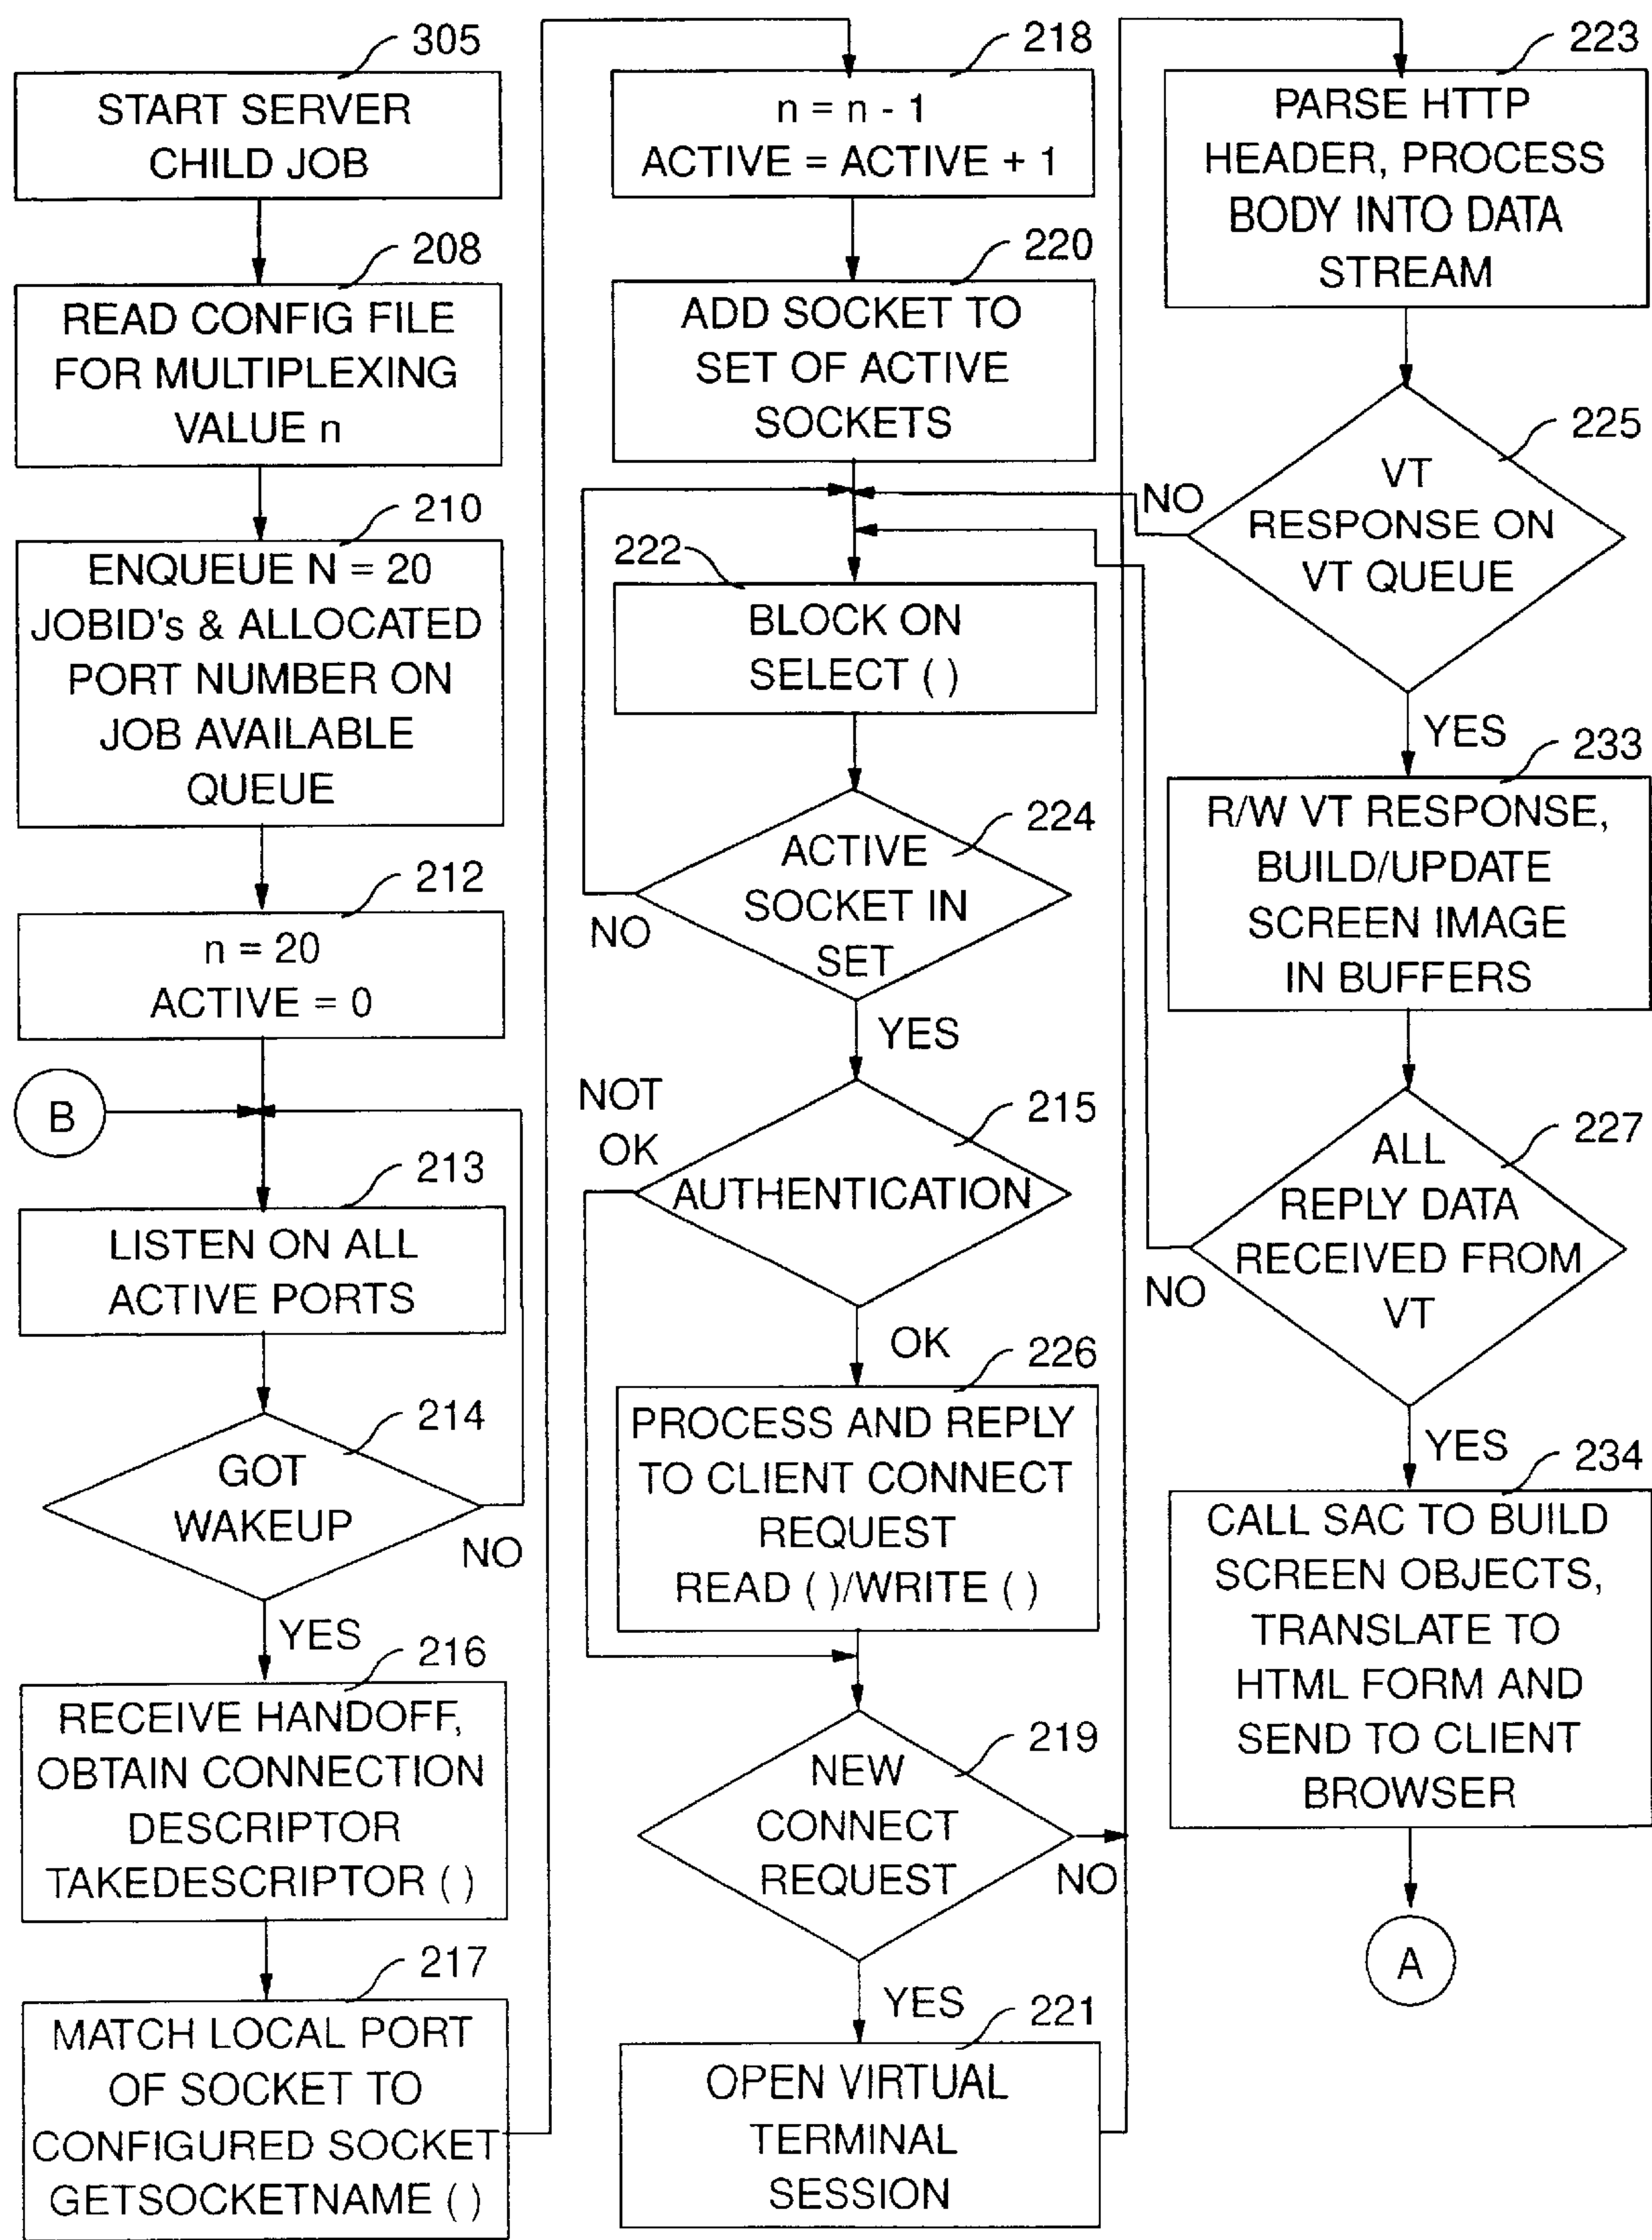 305
START SERVER
CHILD JOB
208
READ CONFIG FILE
FOR MULTIPLEXING
VALUE n
210
ENQUEUE N = 20
JOBID's & ALLOCATED
PORT NUMBER ON
JOB AVAILABLE
QUEUE
212
n = 20
ACTIVE = 0
B
213
LISTEN ON ALL
ACTIVE PORTS
214
GOT
WAKEUP
NO
YES
216
RECEIVE HANDOFF,
OBTAIN CONNECTION
DESCRIPTOR
TAKEDESCRIPTOR ( )
217
MATCH LOCAL PORT
OF SOCKET TO
CONFIGURED SOCKET
GETSOCKETNAME ( )
218
n = n - 1
ACTIVE = ACTIVE + 1
220
ADD SOCKET TO
SET OF ACTIVE
SOCKETS
222
BLOCK ON
SELECT ( )
224
ACTIVE
SOCKET IN
SET
NO
YES
NOT
OK
215
AUTHENTICATION
OK
226
PROCESS AND REPLY
TO CLIENT CONNECT
REQUEST
READ ( )/WRITE ( )
219
NEW
CONNECT
REQUEST
NO
YES
221
OPEN VIRTUAL
TERMINAL
SESSION
223
PARSE HTTP
HEADER, PROCESS
BODY INTO DATA
STREAM
225
VT
RESPONSE ON
VT QUEUE
NO
YES
233
R/W VT RESPONSE,
BUILD/UPDATE
SCREEN IMAGE
IN BUFFERS
227
ALL
REPLY DATA
RECEIVED FROM
VT
NO
YES
234
CALL SAC TO BUILD
SCREEN OBJECTS,
TRANSLATE TO
HTML FORM AND
SEND TO CLIENT
BROWSER
A